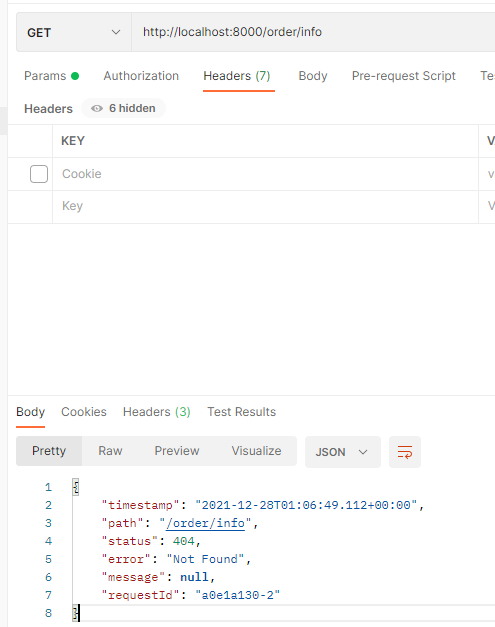 GET http://localhost:8000/order/info
Params Authorization Headers (7) Body Pre-request Script Te
Headers 6 hidden
KEY V
Cookie v
Key V
Body Cookies Headers (3) Test Results
Pretty Raw Preview Visualize JSON
1 {
2 "timestamp": "2021-12-28T01:06:49.112+00:00",
3 "path": "/order/info",
4 "status": 404,
5 "error": "Not Found",
6 "message": null,
7 "requestId": "a0e1a130-2"
8 }